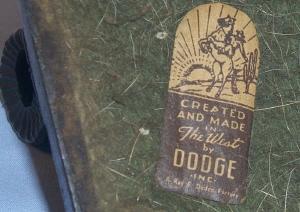 CREATED
AND MADE
IN
The West
by
DODGE
INC.